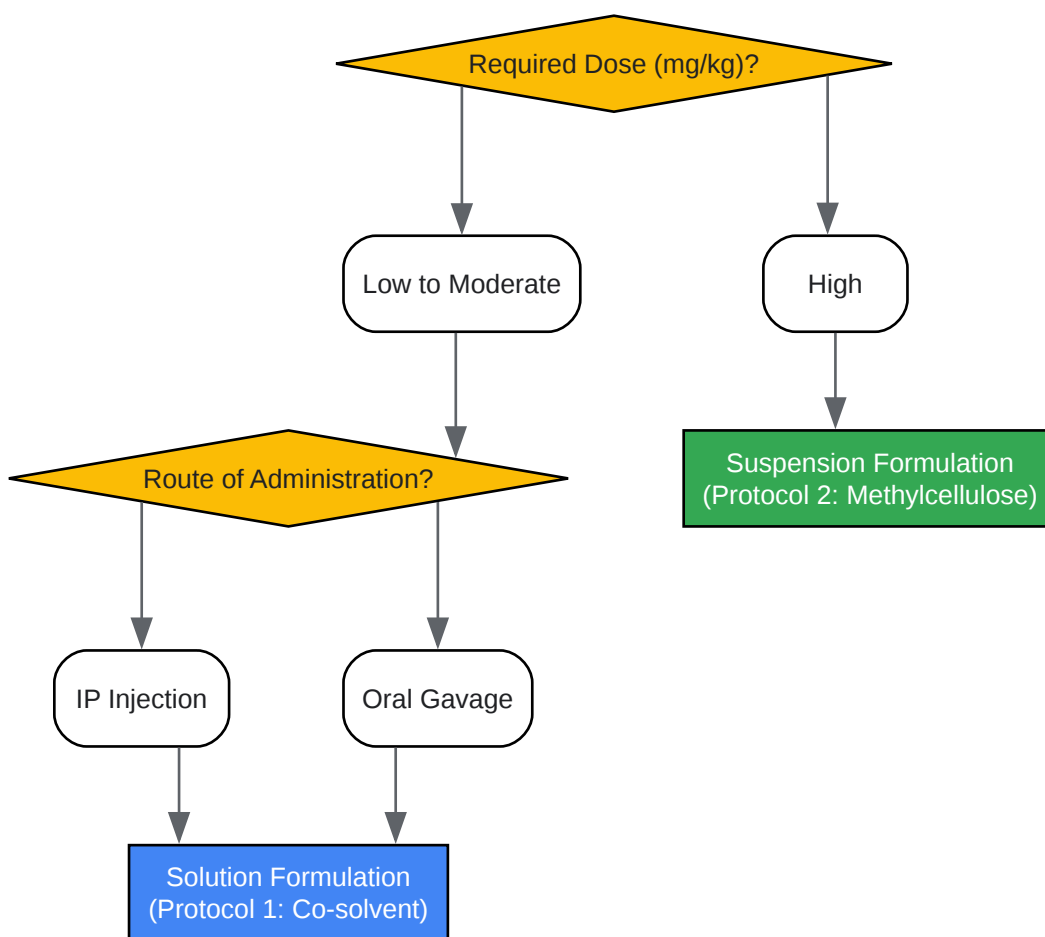 Required Dose (mg/kg)?
Low to Moderate
High
Route of Administration?
Suspension Formulation
(Protocol 2: Methylcellulose)
IP Injection
Oral Gavage
Solution Formulation
(Protocol 1: Co-solvent)